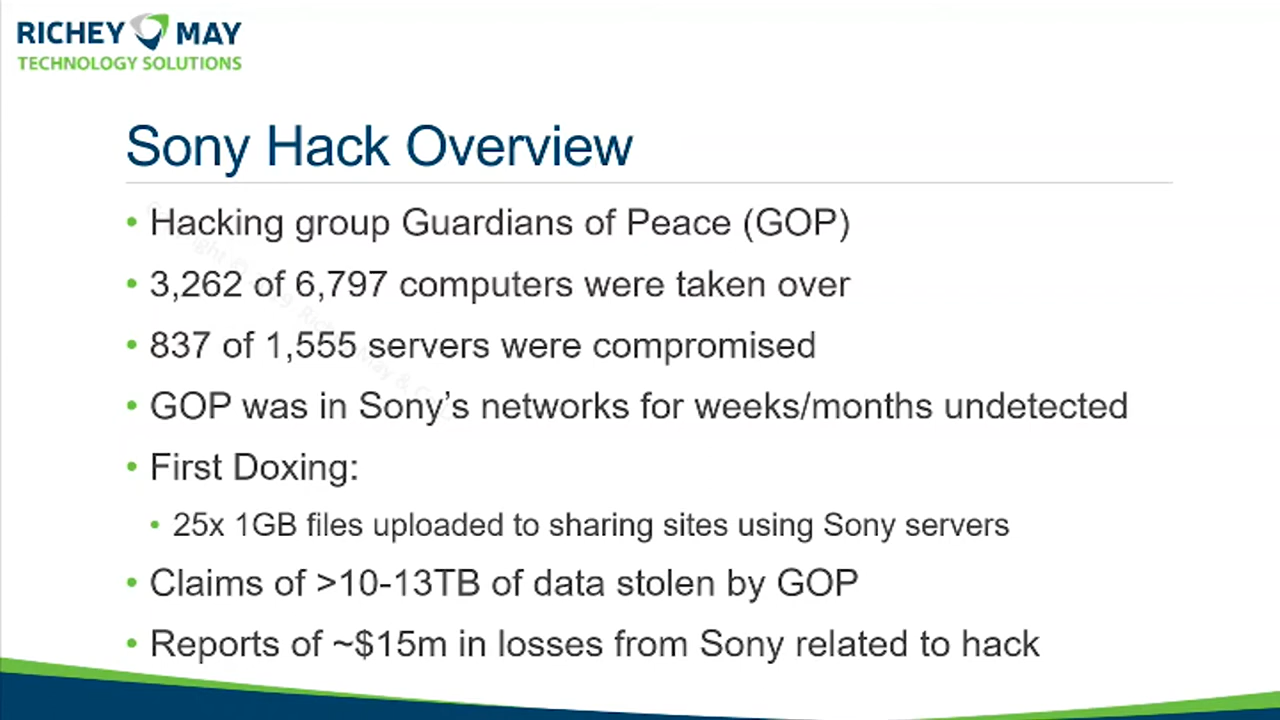 RICHEY MAY
TECHNOLOGY SOLUTIONS
Sony Hack Overview
• Hacking group Guardians of Peace (GOP)
• 3,262 of 6,797 computers were taken over
• 837 of 1,555 servers were compromised
• GOP was in Sony’s networks for weeks/months undetected
• First Doxing:
• 25x 1GB files uploaded to sharing sites using Sony servers
• Claims of >10-13TB of data stolen by GOP
• Reports of ~$15m in losses from Sony related to hack